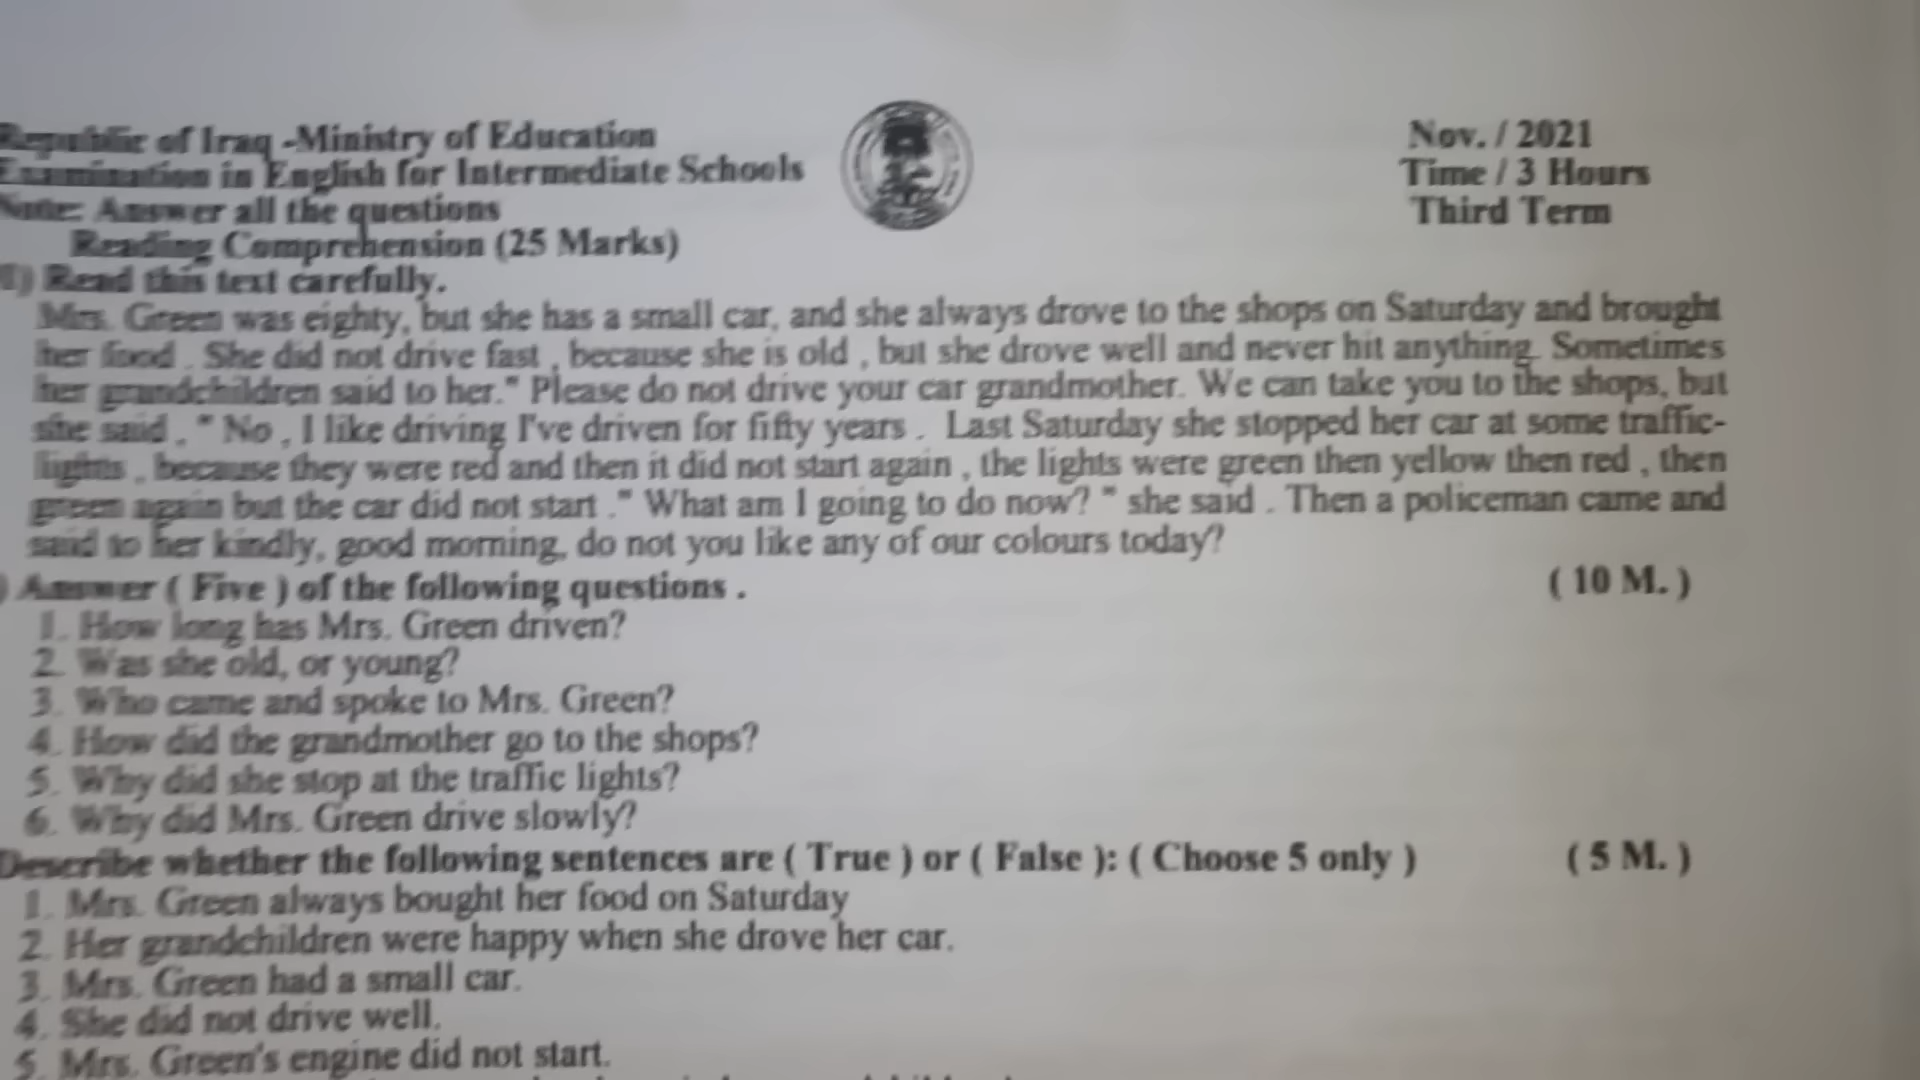 Republic of Iraq -Ministry of Education
Examination in English for Intermediate Schools
Note: Answer all the questions
Reading Comprehension (25 Marks)
Nov. / 2021
Time / 3 Hours
Third Term
) Read this text carefully.
Mrs. Green was eighty, but she has a small car, and she always drove to the shops on Saturday and brought
her food . She did not drive fast , because she is old , but she drove well and never hit anything. Sometimes
her grandchildren said to her." Please do not drive your car grandmother. We can take you to the shops, but
she said , " No , I like driving I've driven for fifty years . Last Saturday she stopped her car at some traffic-
lights , because they were red and then it did not start again , the lights were green then yellow then red , then
green again but the car did not start ." What am I going to do now? " she said . Then a policeman came and
said to her kindly, good morning, do not you like any of our colours today?
) Answer ( Five ) of the following questions . ( 10 M. )
1. How long has Mrs. Green driven?
2. Was she old, or young?
3. Who came and spoke to Mrs. Green?
4. How did the grandmother go to the shops?
5. Why did she stop at the traffic lights?
6. Why did Mrs. Green drive slowly?
Describe whether the following sentences are ( True ) or ( False ): ( Choose 5 only ) ( 5 M. )
1. Mrs. Green always bought her food on Saturday
2. Her grandchildren were happy when she drove her car.
3. Mrs. Green had a small car.
4. She did not drive well.
5. Mrs. Green's engine did not start.